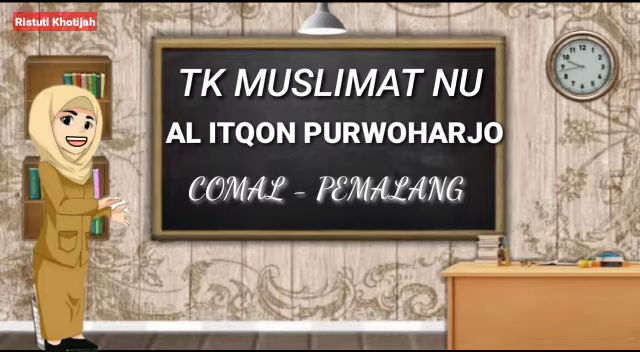 Ristuti Khotijah
TK MUSLIMAT NU
AL ITQON PURWOHARJO
COMAL - PEMALANG